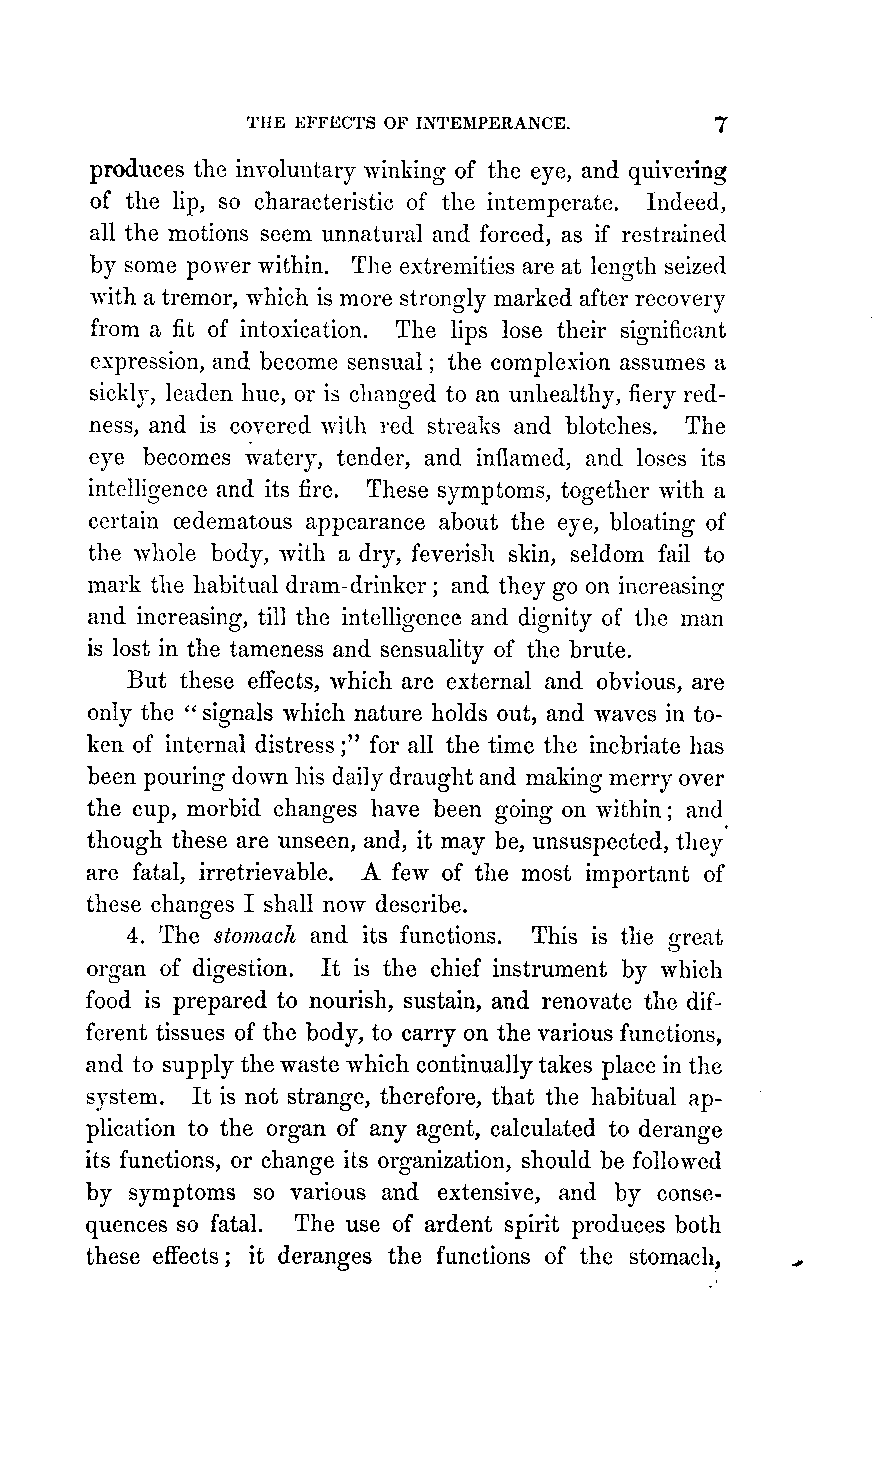 THE EFFECTS OF INTEMPERANCE. 7
produces the involuntary winking of the eye, and quivering
of the lip, so characteristic of the intemperate. Indeed,
all the motions seem unnatural and forced, as if restrained
by some power within. The extremities are at length seized
with a tremor, which is more strongly marked after recovery
from a fit of intoxication. The lips lose their significant
expression, and become sensual; the complexion assumes a
sickly, leaden hue, or is changed to an unhealthy, fiery red-
ness, and is covered with red streaks and blotches. The
eye becomes watery, tender, and inflamed, and loses its
intelligence and its fire. These symptoms, together with a
certain œdematous appearance about the eye, bloating of
the whole body, with a dry, feverish skin, seldom fail to
mark the habitual dram-drinker; and they go on increasing
and increasing, till the intelligence and dignity of the man
is lost in the tameness and sensuality of the brute.
But these effects, which are external and obvious, are
only the "signals which nature holds out, and waves in to-
ken of internal distress;" for all the time the inebriate has
been pouring down his daily draught and making merry over
the cup, morbid changes have been going on within; and
though these are unseen, and, it may be, unsuspected, they
are fatal, irretrievable. A few of the most important of
these changes I shall now describe.
4. The stomach and its functions. This is the great
organ of digestion. It is the chief instrument by which
food is prepared to nourish, sustain, and renovate the dif-
ferent tissues of the body, to carry on the various functions,
and to supply the waste which continually takes place in the
system. It is not strange, therefore, that the habitual ap-
plication to the organ of any agent, calculated to derange
its functions, or change its organization, should be followed
by symptoms so various and extensive, and by conse-
quences so fatal. The use of ardent spirit produces both
these effects; it deranges the functions of the stomach,